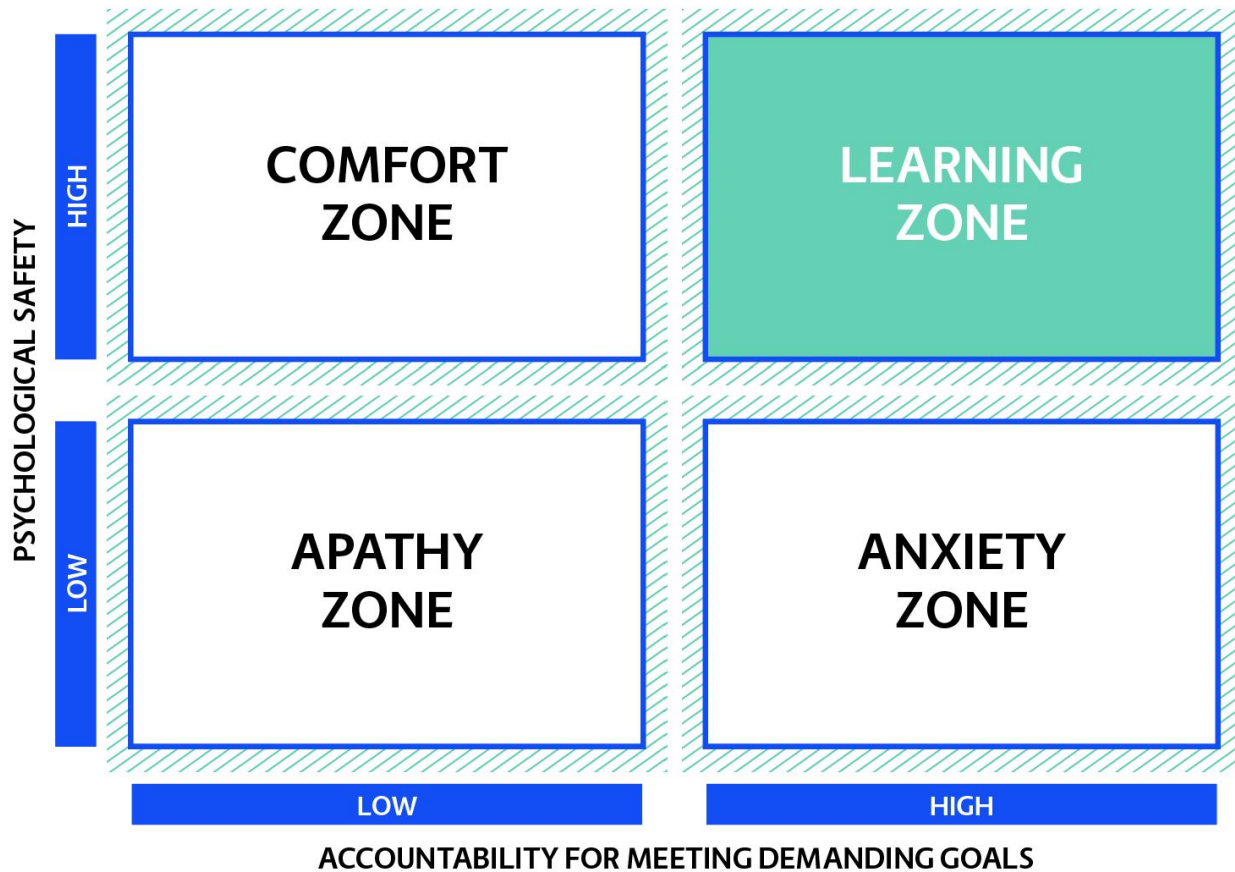 PSYCHOLOGICAL SAFETY
HIGH
COMFORT
ZONE
LEARNING
ZONE
LOW
APATHY
ZONE
ANXIETY
ZONE
LOW
HIGH
ACCOUNTABILITY FOR MEETING DEMANDING GOALS